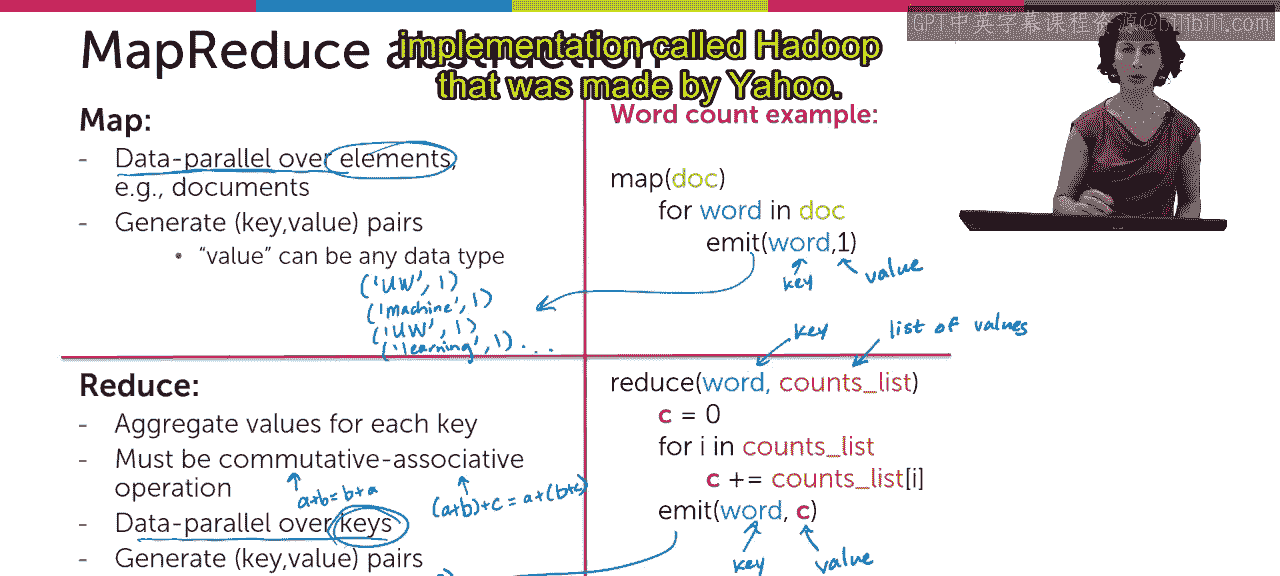 GPT中英字幕课程资源@bilibili.com
MapReduce abstraction
implementation called Hadoop
that was made by Yahoo.
Map:
- Data-parallel over elements,
e.g., documents
- Generate (key,value) pairs
• “value” can be any data type
('UW', 1)
('machine', 1)
('UW', 1)
('learning', 1) ...
Word count example:
map(doc)
for word in doc
emit(word,1)
key
value
key
list of values
Reduce:
- Aggregate values for each key
- Must be commutative-associative
operation
a+b=b+a
(a+b)+c = a+(b+c)
- Data-parallel over keys
- Generate (key,value) pairs
reduce(word, counts_list)
c = 0
for i in counts_list
c += counts_list[i]
emit(word, c)
key
value